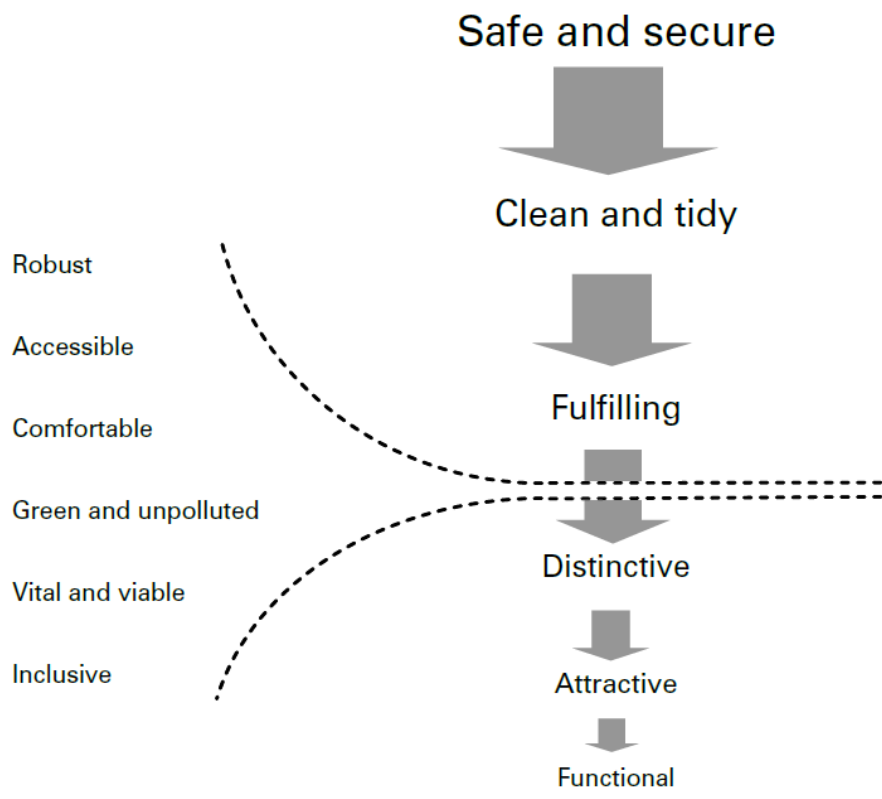 Safe and secure
Clean and tidy
Robust
Accessible
Fulfilling
Comfortable
Green and unpolluted
Distinctive
Vital and viable
Inclusive
Attractive
Functional